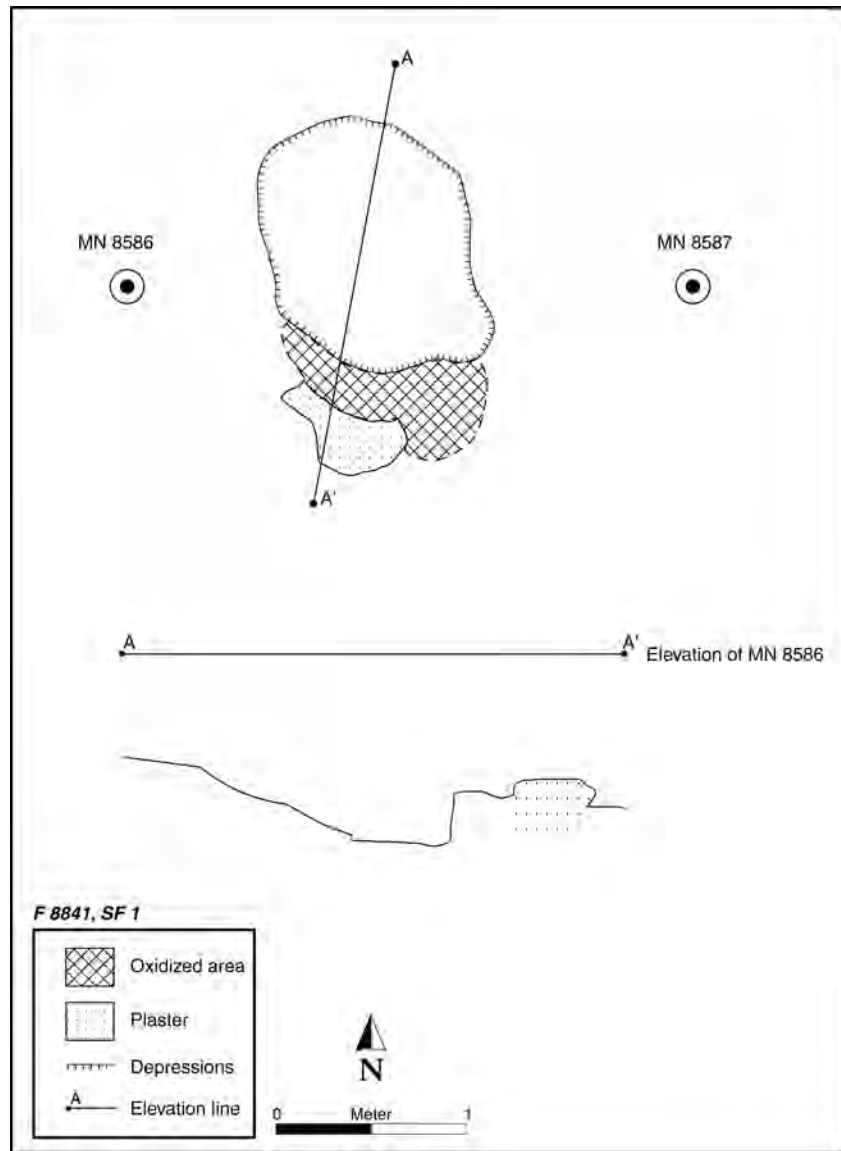 A
MN 8586
MN 8587
A'
A
A'
Elevation of MN 8586
F 8841, SF 1
Oxidized area
Plaster
Depressions
A
Elevation line
N
0 Meter 1